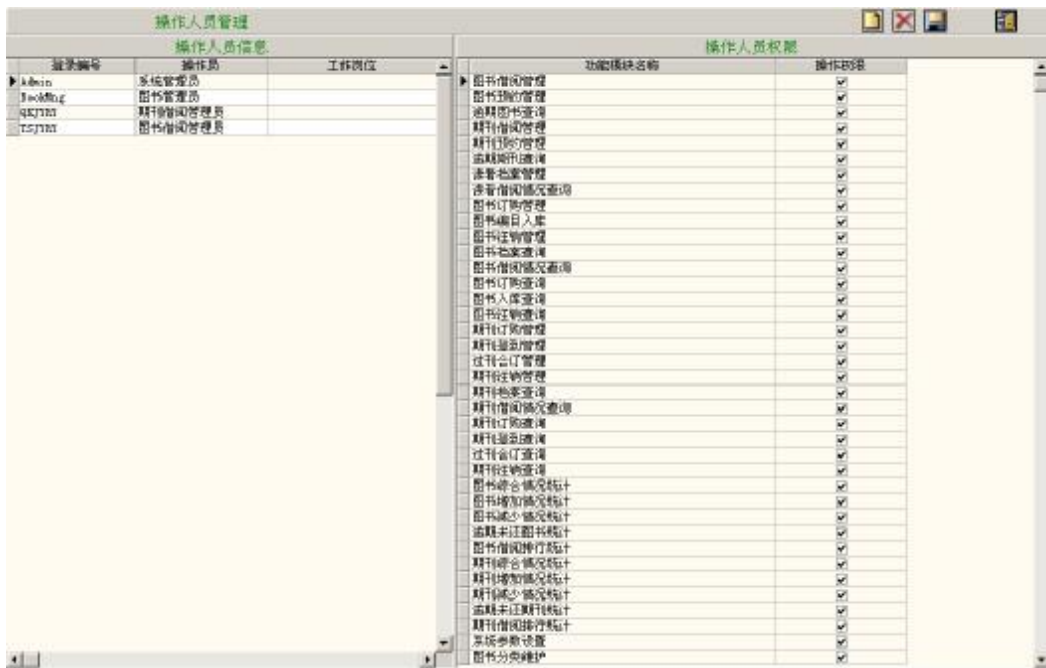 操作人员管理
操作人员信息
操作人员权限
登录编号 操作员 工作岗位
功能模块名称 操作权限
Admin 系统管理员
BookMng 图书管理员
QKJYRY 期刊借阅管理员
TSJYRY 图书借阅管理员
图书借阅管理
图书预约管理
逾期图书查询
期刊借阅管理
期刊预约管理
逾期期刊查询
读者档案管理
读者借阅情况查询
图书订购管理
图书编目入库
图书注销管理
图书档案查询
图书借阅情况查询
图书订购查询
图书入库查询
图书注销查询
期刊订购管理
期刊登到管理
过刊合订管理
期刊注销管理
期刊档案查询
期刊借阅情况查询
期刊订购查询
期刊登到查询
过刊合订查询
期刊注销查询
图书综合情况统计
图书增加情况统计
图书减少情况统计
逾期未还图书统计
图书借阅排行统计
期刊综合情况统计
期刊增加情况统计
期刊减少情况统计
逾期未还期刊统计
期刊借阅排行统计
系统参数设置
图书分类维护